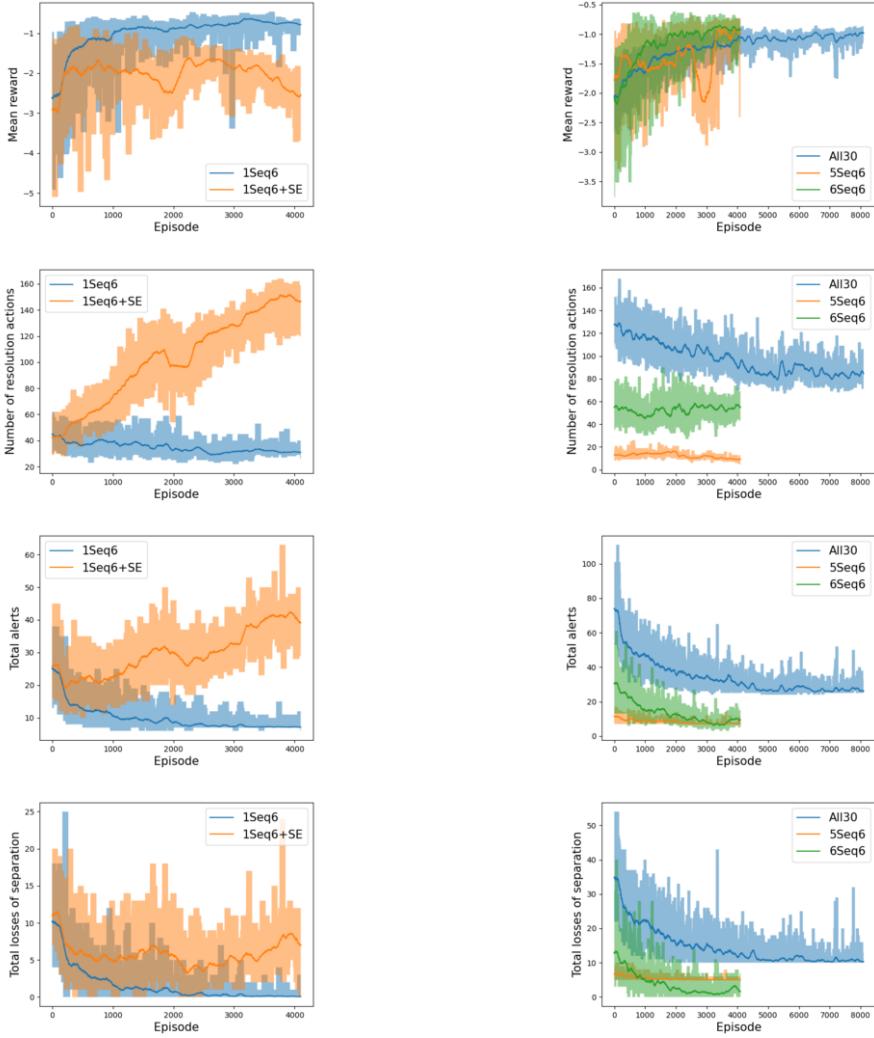 Mean reward
−1
−2
−3
−4
−5
0 1000 2000 3000 4000
Episode
1Seq6
1Seq6+SE
Mean reward
−0.5
−1.0
−1.5
−2.0
−2.5
−3.0
−3.5
0 1000 2000 3000 4000 5000 6000 7000 8000
Episode
All30
5Seq6
6Seq6
Number of resolution actions
160
140
120
100
80
60
40
20
0 1000 2000 3000 4000
Episode
1Seq6
1Seq6+SE
Number of resolution actions
160
140
120
100
80
60
40
20
0
0 1000 2000 3000 4000 5000 6000 7000 8000
Episode
All30
5Seq6
6Seq6
Total alerts
60
50
40
30
20
10
0 1000 2000 3000 4000
Episode
1Seq6
1Seq6+SE
Total alerts
100
80
60
40
20
0
0 1000 2000 3000 4000 5000 6000 7000 8000
Episode
All30
5Seq6
6Seq6
Total losses of separation
25
20
15
10
5
0
0 1000 2000 3000 4000
Episode
1Seq6
1Seq6+SE
Total losses of separation
50
40
30
20
10
0
0 1000 2000 3000 4000 5000 6000 7000 8000
Episode
All30
5Seq6
6Seq6